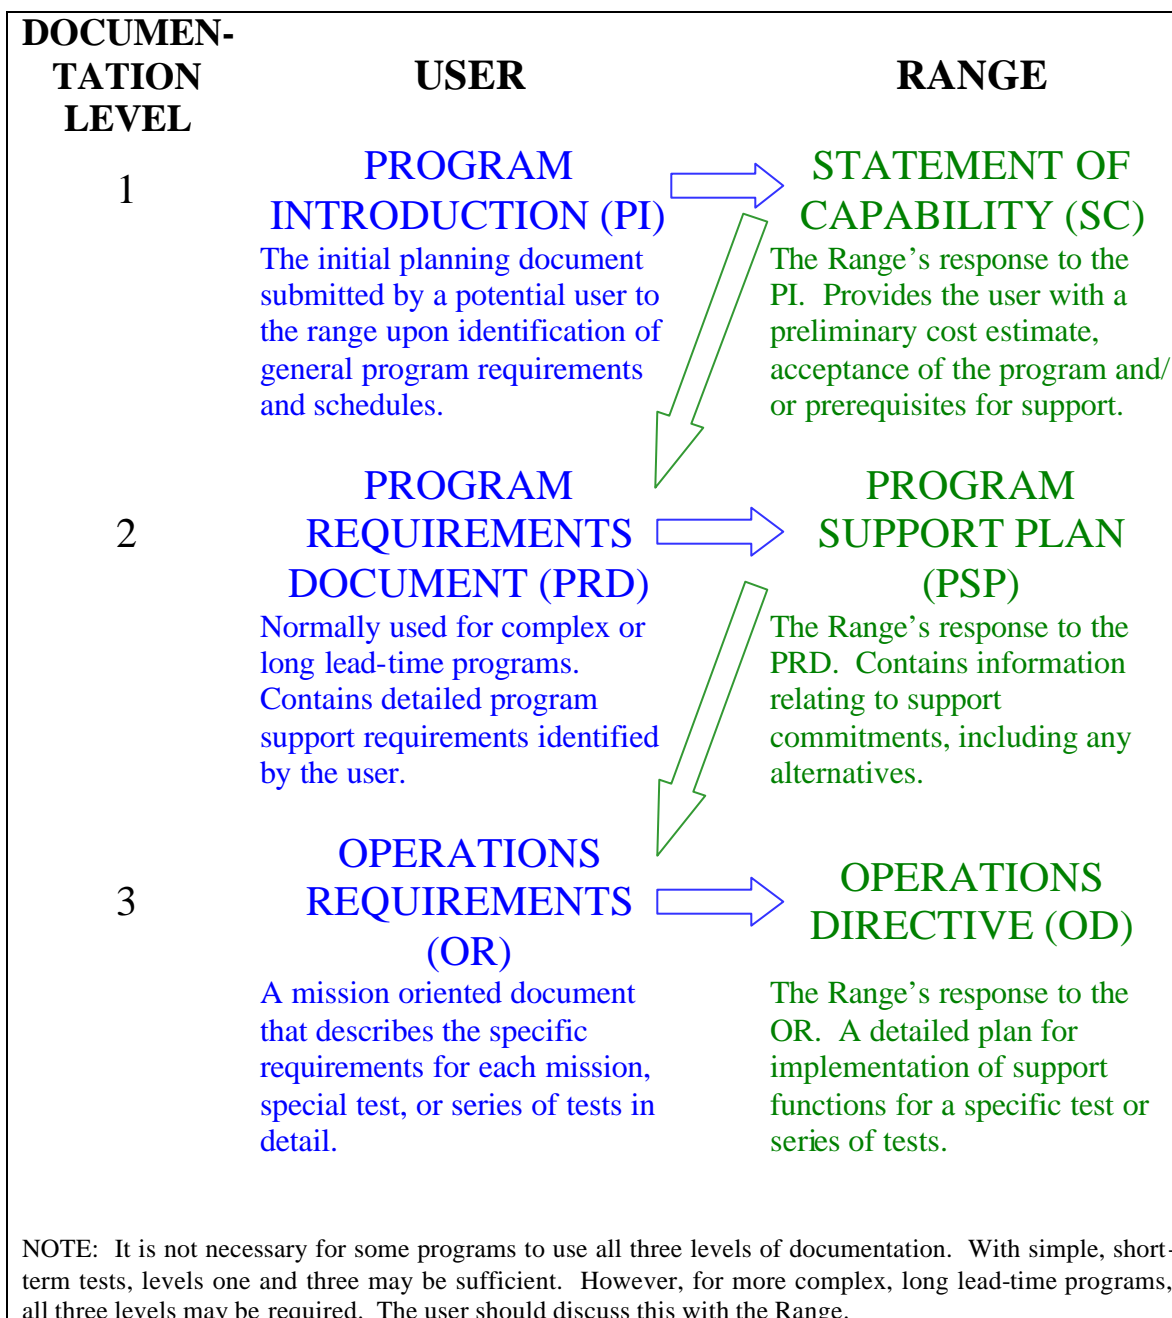 DOCUMEN-
TATION
LEVEL
USER
RANGE
1
PROGRAM
INTRODUCTION (PI)
The initial planning document
submitted by a potential user to
the range upon identification of
general program requirements
and schedules.
STATEMENT OF
CAPABILITY (SC)
The Range’s response to the
PI.  Provides the user with a
preliminary cost estimate,
acceptance of the program and/
or prerequisites for support.
2
PROGRAM
REQUIREMENTS
DOCUMENT (PRD)
Normally used for complex or
long lead-time programs.
Contains detailed program
support requirements identified
by the user.
PROGRAM
SUPPORT PLAN
(PSP)
The Range’s response to the
PRD.  Contains information
relating to support
commitments, including any
alternatives.
3
OPERATIONS
REQUIREMENTS
(OR)
A mission oriented document
that describes the specific
requirements for each mission,
special test, or series of tests in
detail.
OPERATIONS
DIRECTIVE (OD)
The Range’s response to the
OR.  A detailed plan for
implementation of support
functions for a specific test or
series of tests.
NOTE:  It is not necessary for some programs to use all three levels of documentation.  With simple, short-
term tests, levels one and three may be sufficient.  However, for more complex, long lead-time programs,
all three levels may be required.  The user should discuss this with the Range.